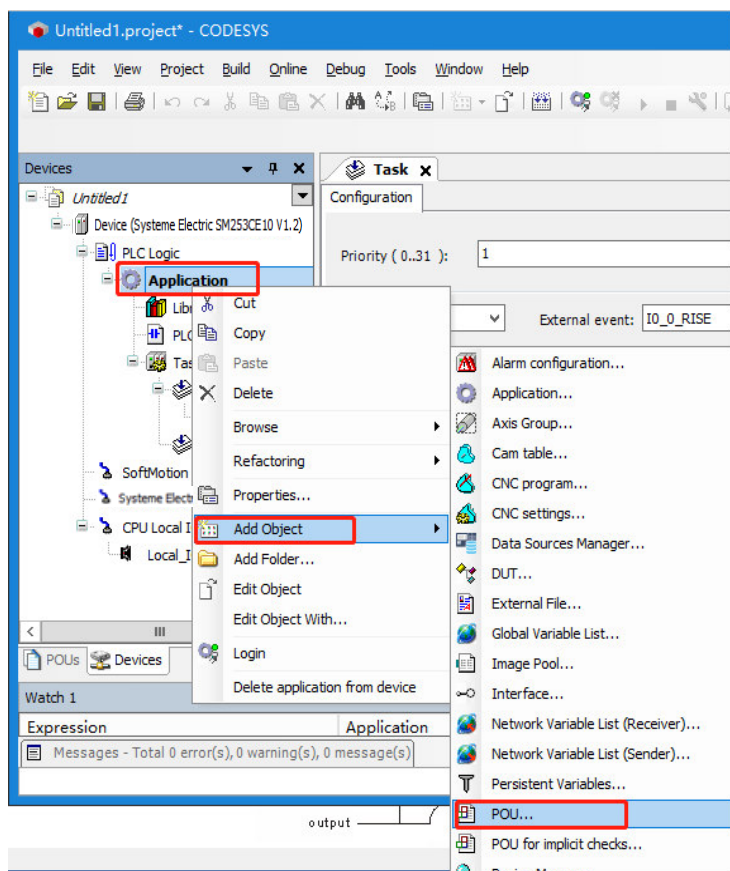 Untitled1.project* - CODESYS
File Edit View Project Build Online Debug Tools Window Help
Devices
Untitled1
Device (Systeme Electric SM253CE10 V1.2)
PLC Logic
Application
SoftMotion
CPU Local
POUs Devices
Task
Configuration
Priority ( 0..31 ): 1
External event: I0_0_RISE
Cut
Copy
Paste
Delete
Browse
Refactoring
Properties...
Add Object
Add Folder...
Edit Object
Edit Object With...
Login
Delete application from device
Alarm configuration...
Application...
Axis Group...
Cam table...
CNC program...
CNC settings...
Data Sources Manager...
DUT...
External File...
Global Variable List...
Image Pool...
Interface...
Network Variable List (Receiver)...
Network Variable List (Sender)...
Persistent Variables...
POU...
POU for implicit checks...
Watch 1
Expression Application
Messages - Total 0 error(s), 0 warning(s), 0 message(s)
output